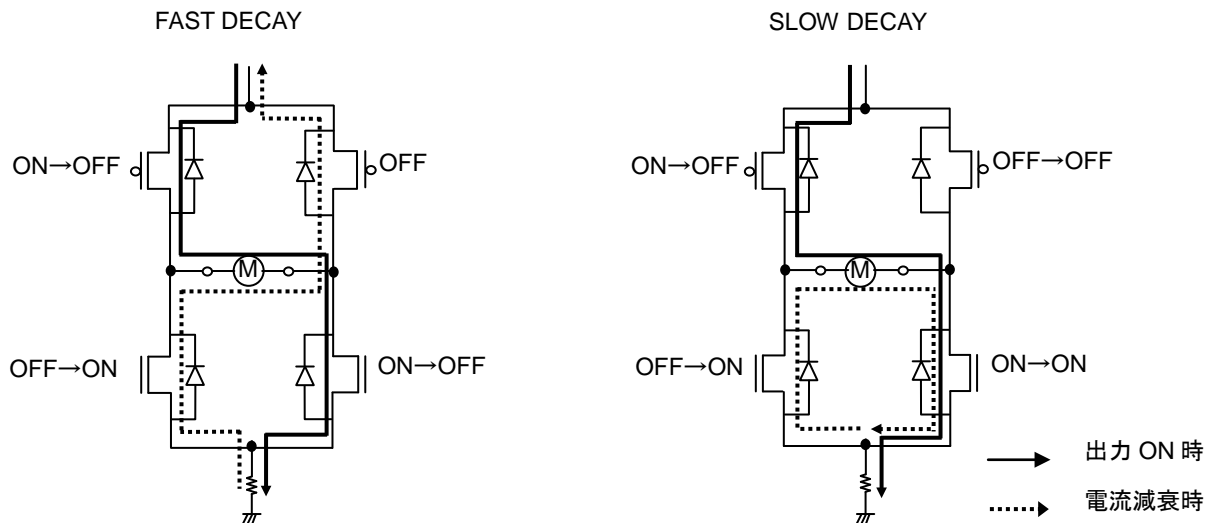 FAST DECAY
ON→OFF
OFF
M
OFF→ON
ON→OFF
SLOW DECAY
ON→OFF
OFF→OFF
M
OFF→ON
ON→ON
出力 ON 時
電流減衰時